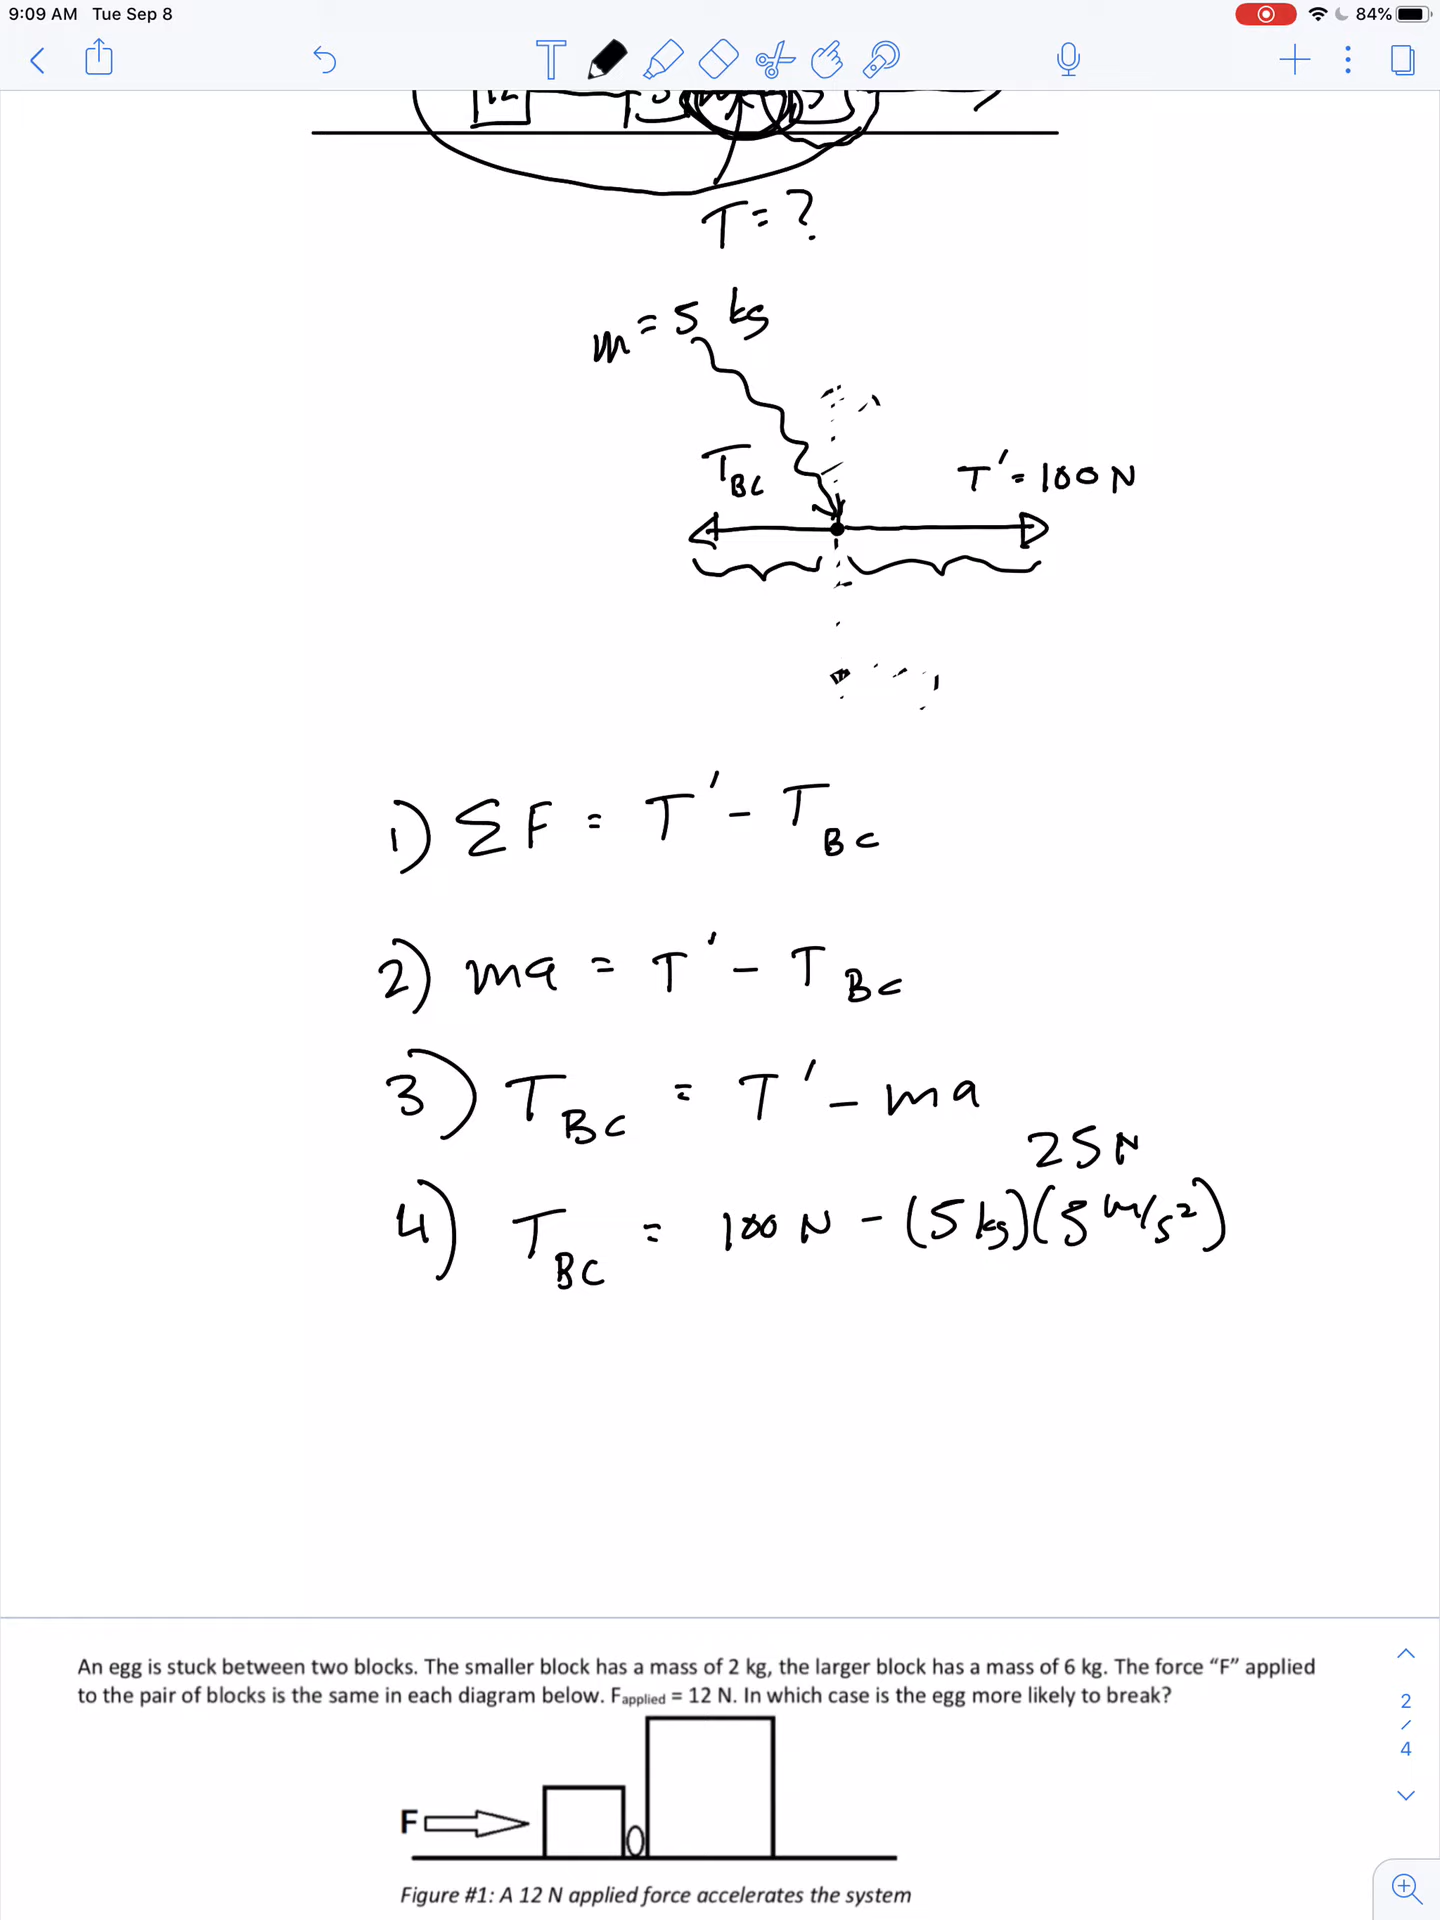 9:09 AM Tue Sep 8
84%
T
12
T = ?
m = 5 kg
T_BC
T' = 100 N
1) ΣF = T' - T_BC
2) ma = T' - T_BC
3) T_BC = T' - ma
25 N
4) T_BC = 100 N - (5 kg)(5 m/s²)
An egg is stuck between two blocks. The smaller block has a mass of 2 kg, the larger block has a mass of 6 kg. The force “F” applied
to the pair of blocks is the same in each diagram below. Fapplied = 12 N. In which case is the egg more likely to break?
2
/
4
F
Figure #1: A 12 N applied force accelerates the system